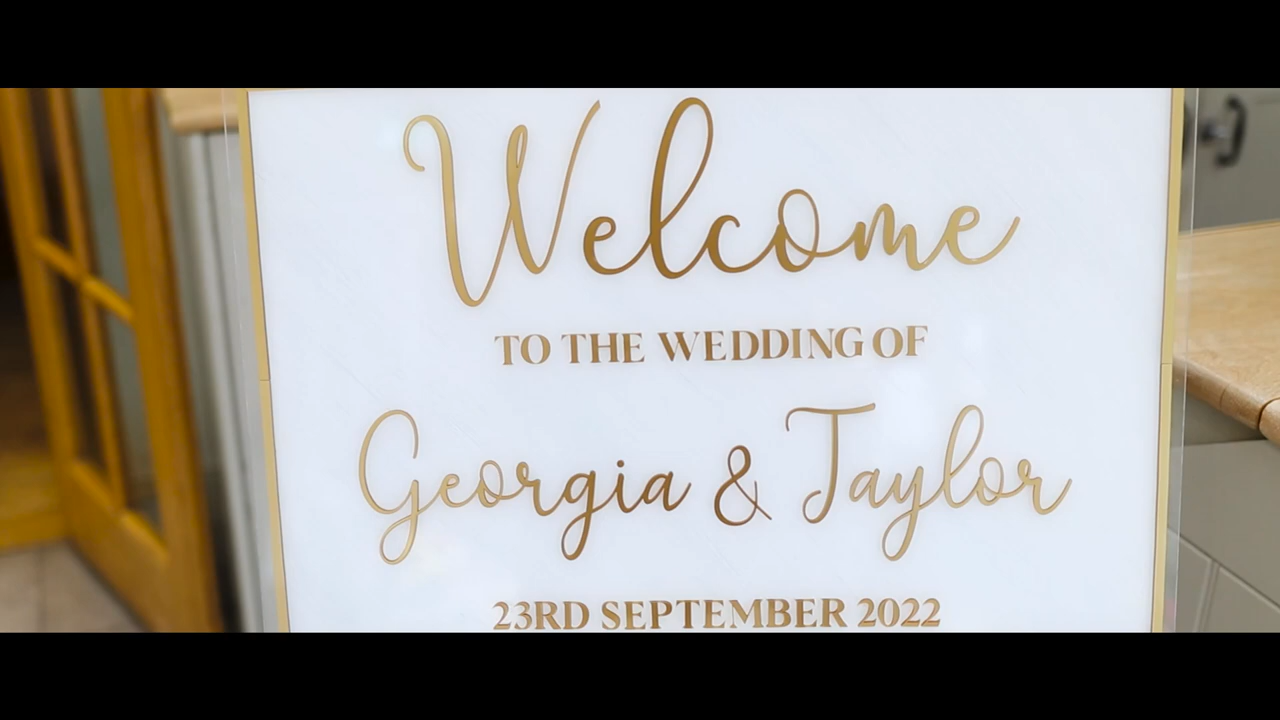 Welcome
TO THE WEDDING OF
Georgia & Taylor
23RD SEPTEMBER 2022